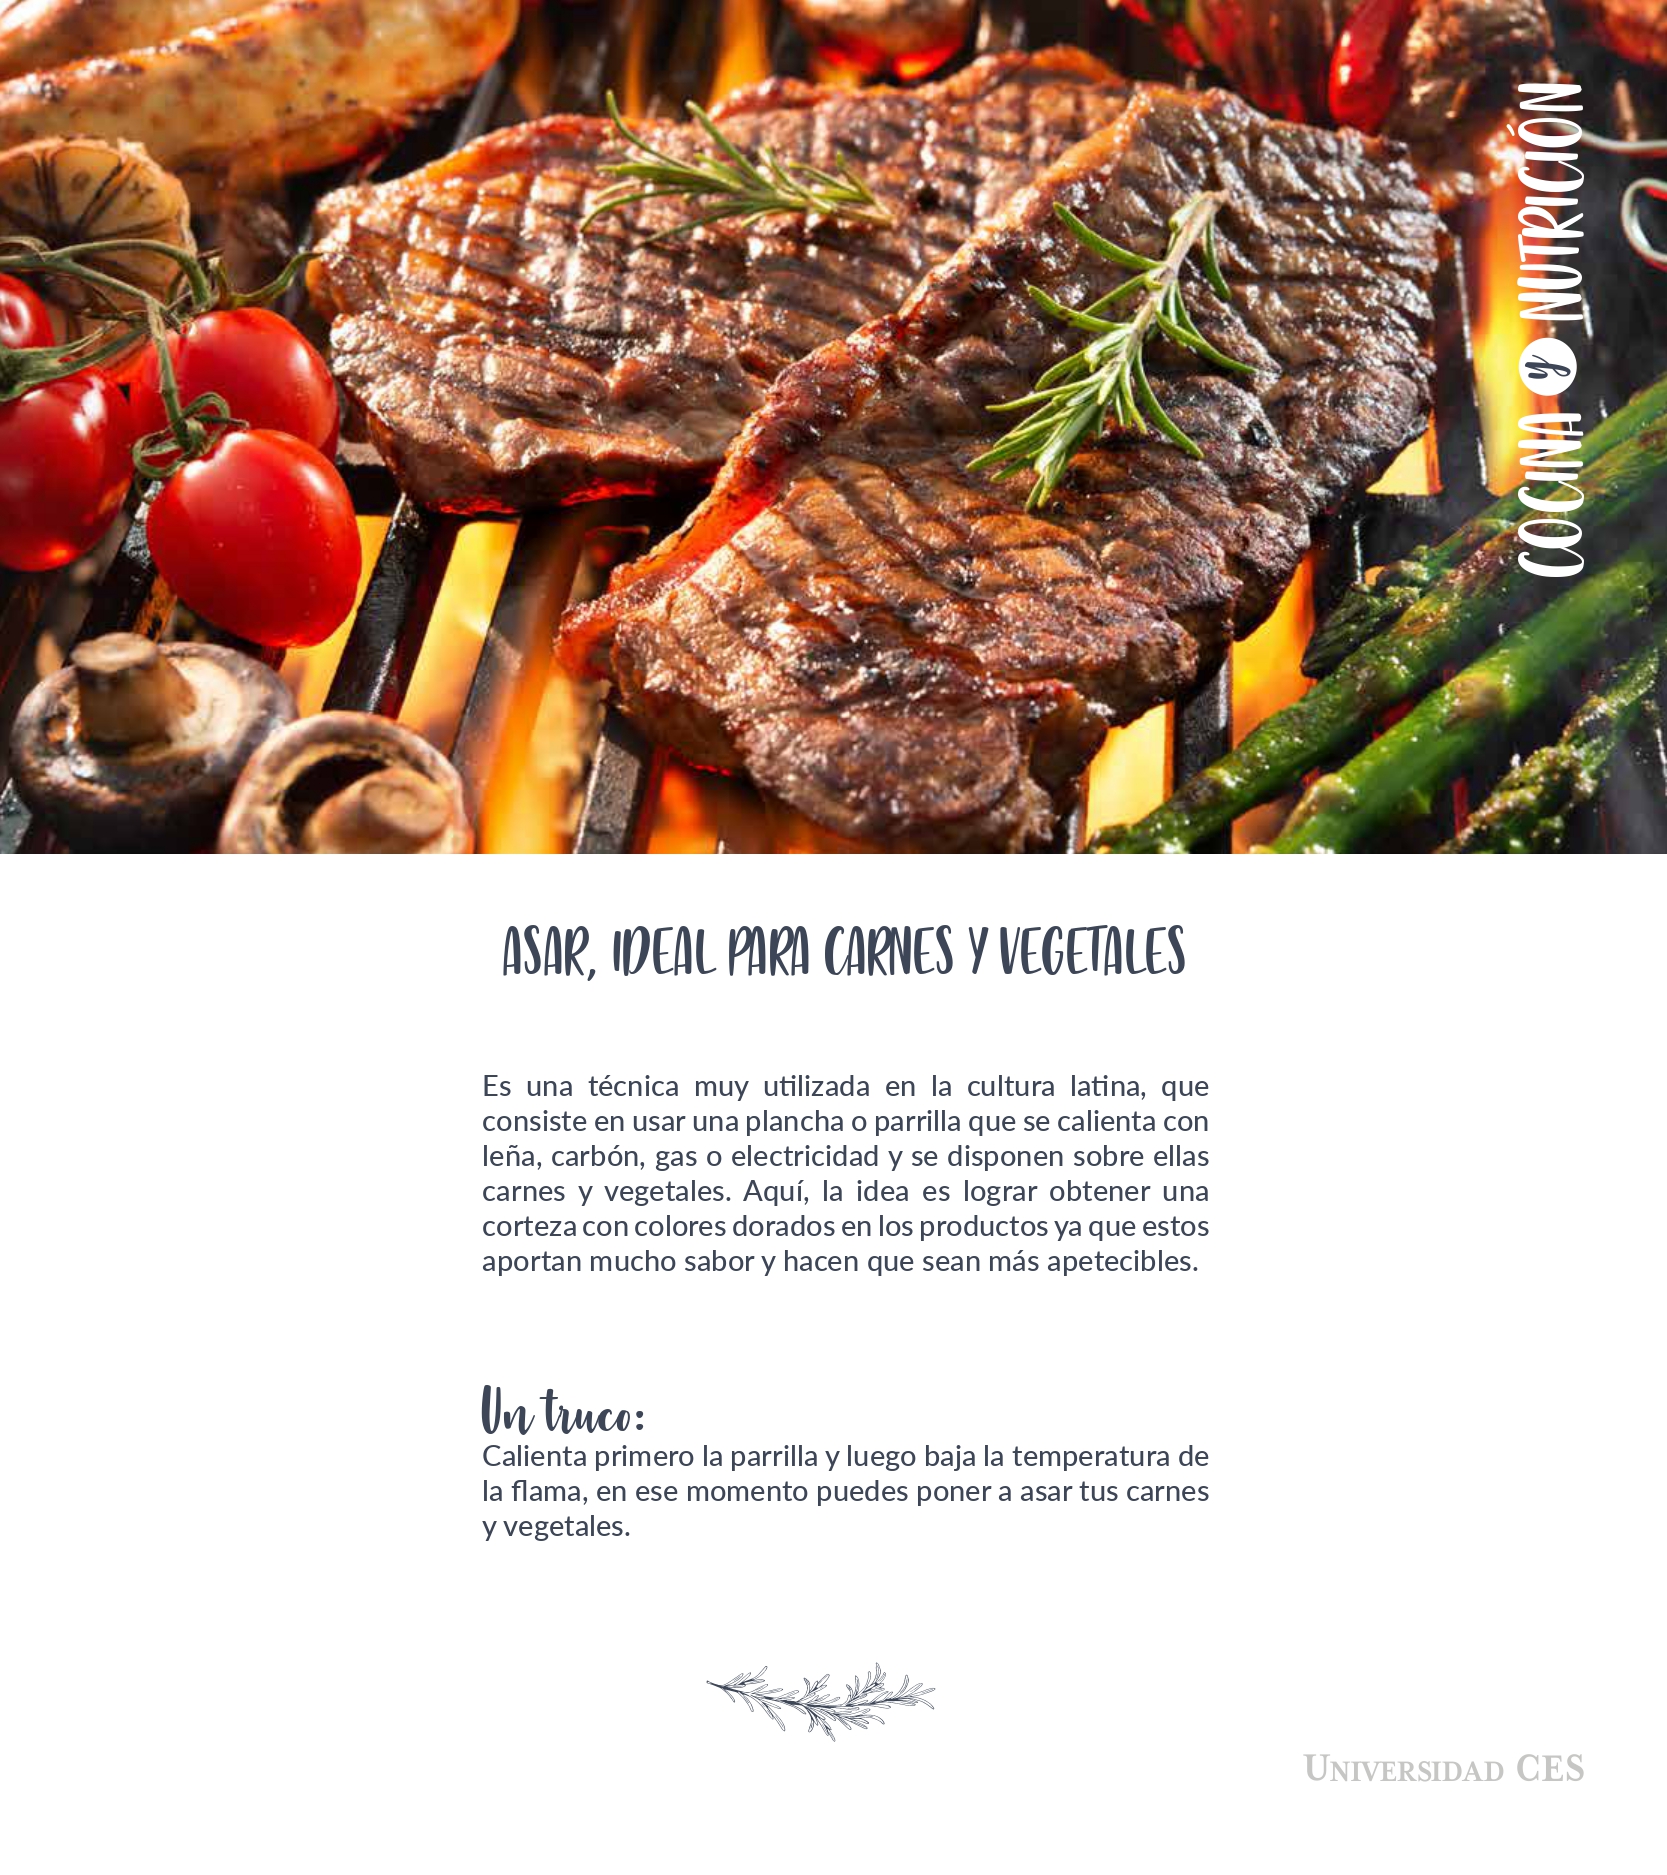 COCINA y NUTRICIÓN
ASAR, IDEAL PARA CARNES Y VEGETALES
Es una técnica muy utilizada en la cultura latina, que
consiste en usar una plancha o parrilla que se calienta con
leña, carbón, gas o electricidad y se disponen sobre ellas
carnes y vegetales. Aquí, la idea es lograr obtener una
corteza con colores dorados en los productos ya que estos
aportan mucho sabor y hacen que sean más apetecibles.
Un truco:
Calienta primero la parrilla y luego baja la temperatura de
la flama, en ese momento puedes poner a asar tus carnes
y vegetales.
UNIVERSIDAD CES